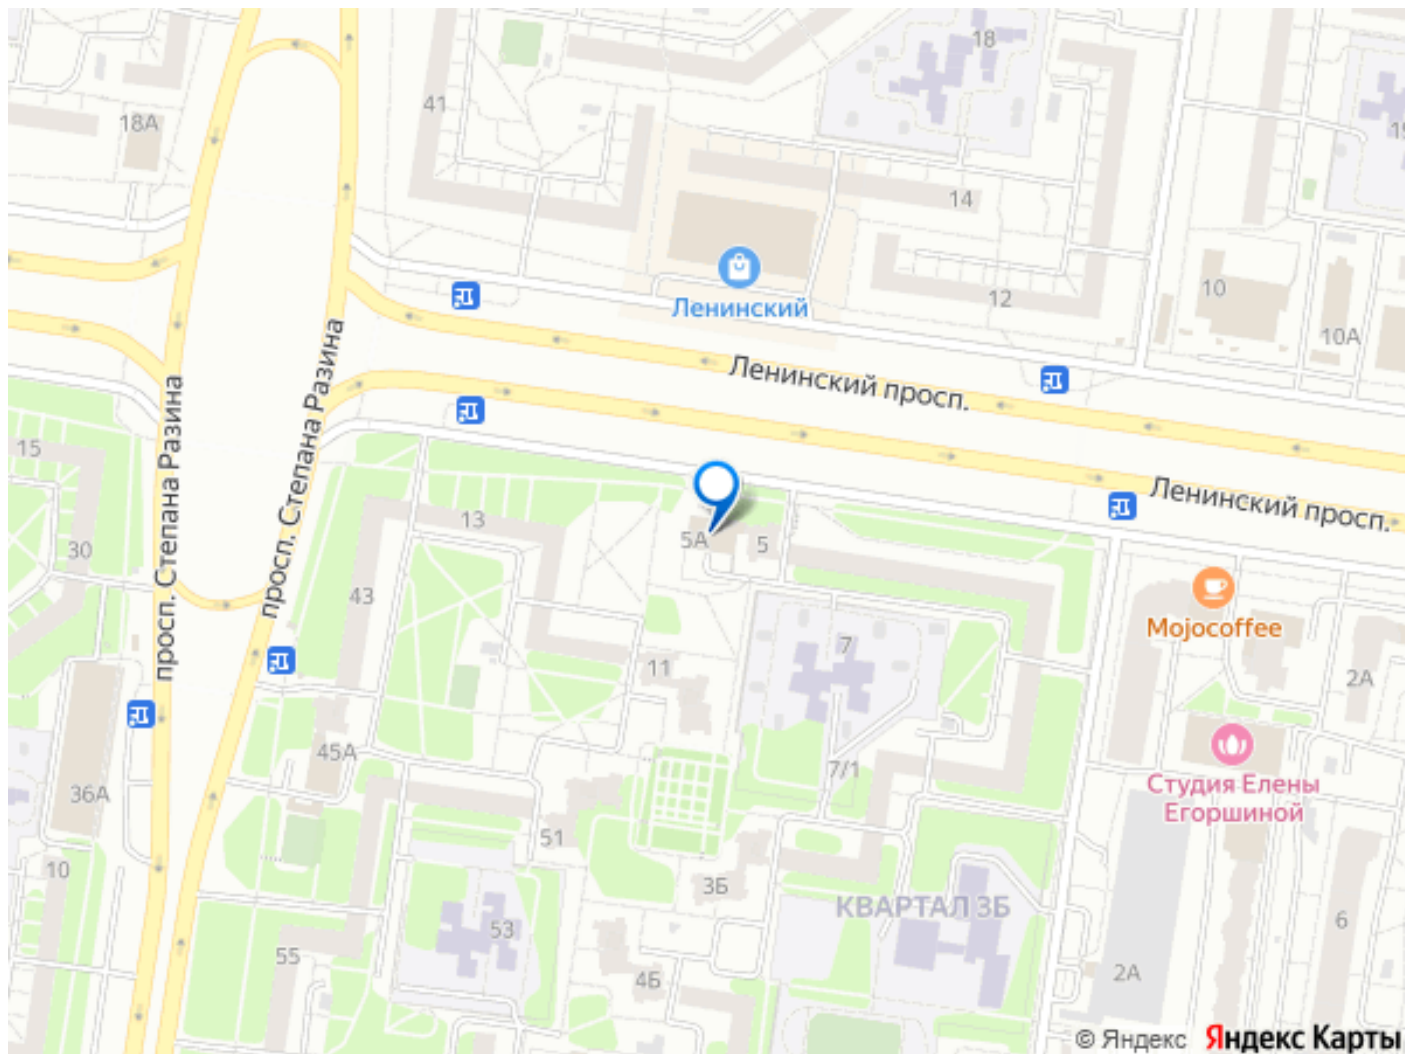 18
41
18А
19
14
10
12
Ленинский
10А
Ленинский просп.
просп. Степана Разина
просп. Степана Разина
15
Ленинский просп.
13
5А
5
30
43
Mojocoffee
7
11
2А
45А
7/1
36А
Студия Елены
Егоршиной
51
10
3Б
КВАРТАЛ 3Б
53
6
55
4Б
2А
© Яндекс Яндекс Карты